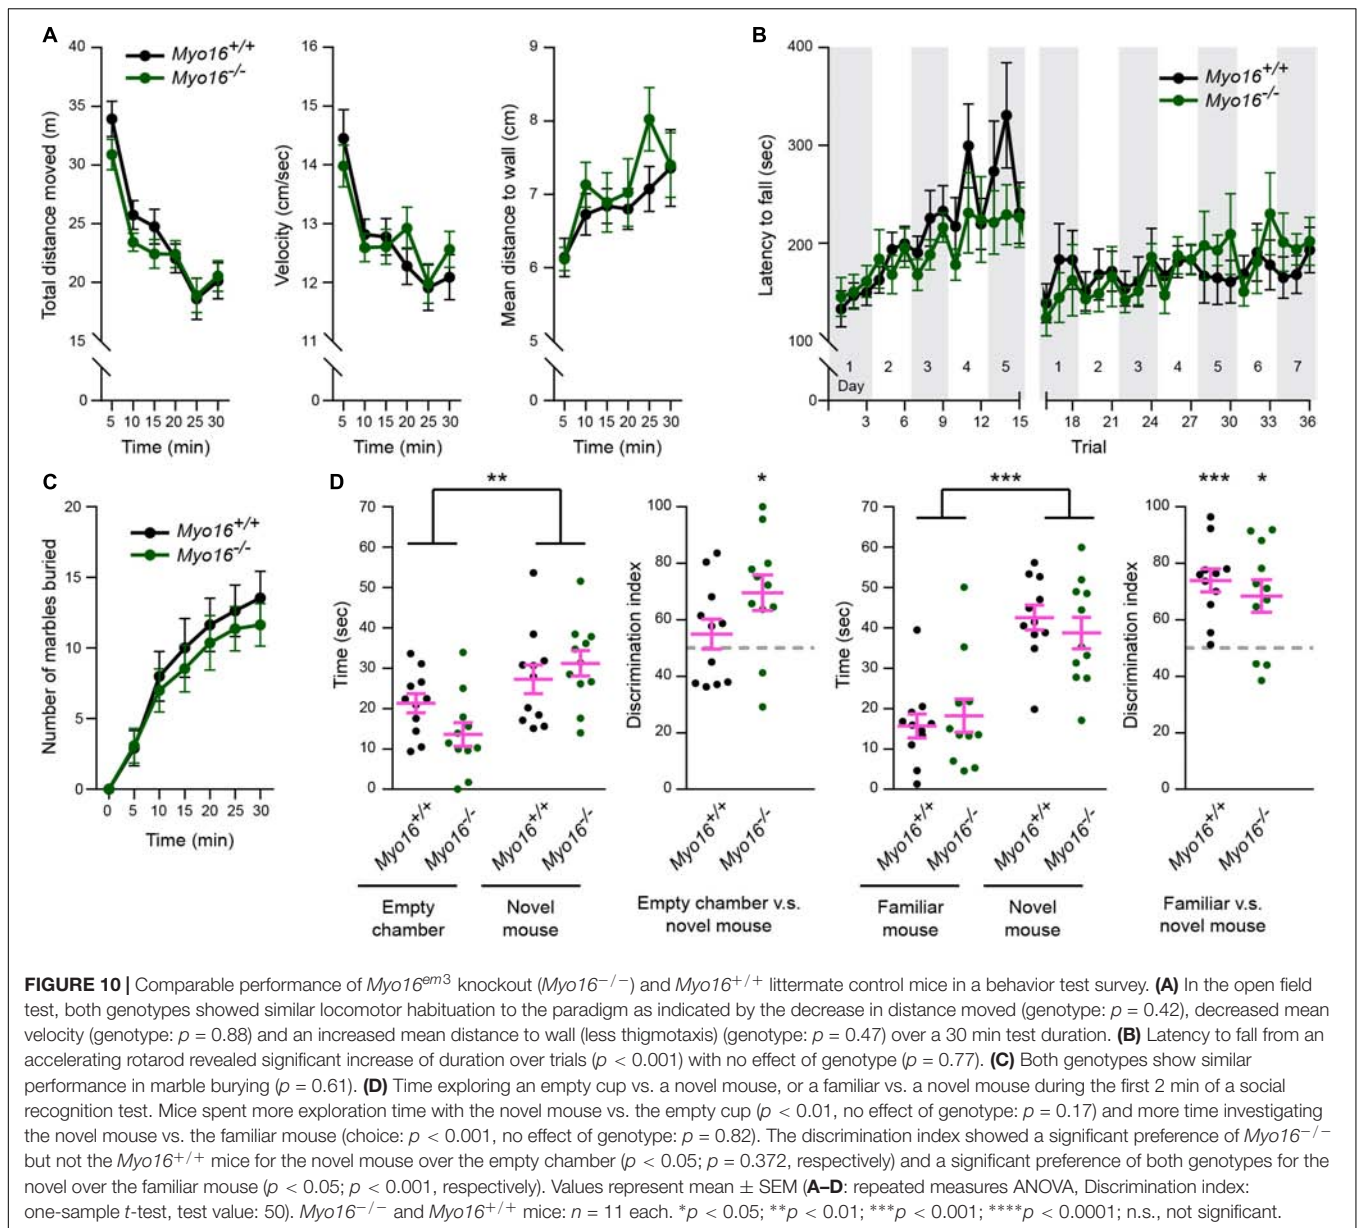 A
Myo16+/+
Myo16-/-
Total distance moved (m)
40
35
30
25
20
15
0
5 10 15 20 25 30
Time (min)
Velocity (cm/sec)
16
15
14
13
12
11
0
5 10 15 20 25 30
Time (min)
Mean distance to wall (cm)
9
8
7
6
5
0
5 10 15 20 25 30
Time (min)
B
Myo16+/+
Myo16-/-
Latency to fall (sec)
400
300
200
100
0
1 2 3 4 5 1 2 3 4 5 6 7
Day
3 6 9 12 15 18 21 24 27 30 33 36
Trial
C
Myo16+/+
Myo16-/-
Number of marbles buried
20
15
10
5
0
0 5 10 15 20 25 30
Time (min)
D
**
Time (sec)
70
60
50
40
30
20
10
0
Myo16+/+ Myo16-/- Myo16+/+ Myo16-/-
Empty chamber
Novel mouse
*
Discrimination index
100
80
60
40
20
0
Myo16+/+ Myo16-/-
Empty chamber v.s.
novel mouse
***
Time (sec)
70
60
50
40
30
20
10
0
Myo16+/+ Myo16-/- Myo16+/+ Myo16-/-
Familiar mouse
Novel mouse
*** *
Discrimination index
100
80
60
40
20
0
Myo16+/+ Myo16-/-
Familiar v.s.
novel mouse
FIGURE 10 | Comparable performance of Myo16em3 knockout (Myo16−/−) and Myo16+/+ littermate control mice in a behavior test survey. (A) In the open field
test, both genotypes showed similar locomotor habituation to the paradigm as indicated by the decrease in distance moved (genotype: p = 0.42), decreased mean
velocity (genotype: p = 0.88) and an increased mean distance to wall (less thigmotaxis) (genotype: p = 0.47) over a 30 min test duration. (B) Latency to fall from an
accelerating rotarod revealed significant increase of duration over trials (p < 0.001) with no effect of genotype (p = 0.77). (C) Both genotypes show similar
performance in marble burying (p = 0.61). (D) Time exploring an empty cup vs. a novel mouse, or a familiar vs. a novel mouse during the first 2 min of a social
recognition test. Mice spent more exploration time with the novel mouse vs. the empty cup (p < 0.01, no effect of genotype: p = 0.17) and more time investigating
the novel mouse vs. the familiar mouse (choice: p < 0.001, no effect of genotype: p = 0.82). The discrimination index showed a significant preference of Myo16−/−
but not the Myo16+/+ mice for the novel mouse over the empty chamber (p < 0.05; p = 0.372, respectively) and a significant preference of both genotypes for the
novel over the familiar mouse (p < 0.05; p < 0.001, respectively). Values represent mean ± SEM (A–D: repeated measures ANOVA, Discrimination index:
one-sample t-test, test value: 50). Myo16−/− and Myo16+/+ mice: n = 11 each. *p < 0.05; **p < 0.01; ***p < 0.001; ****p < 0.0001; n.s., not significant.